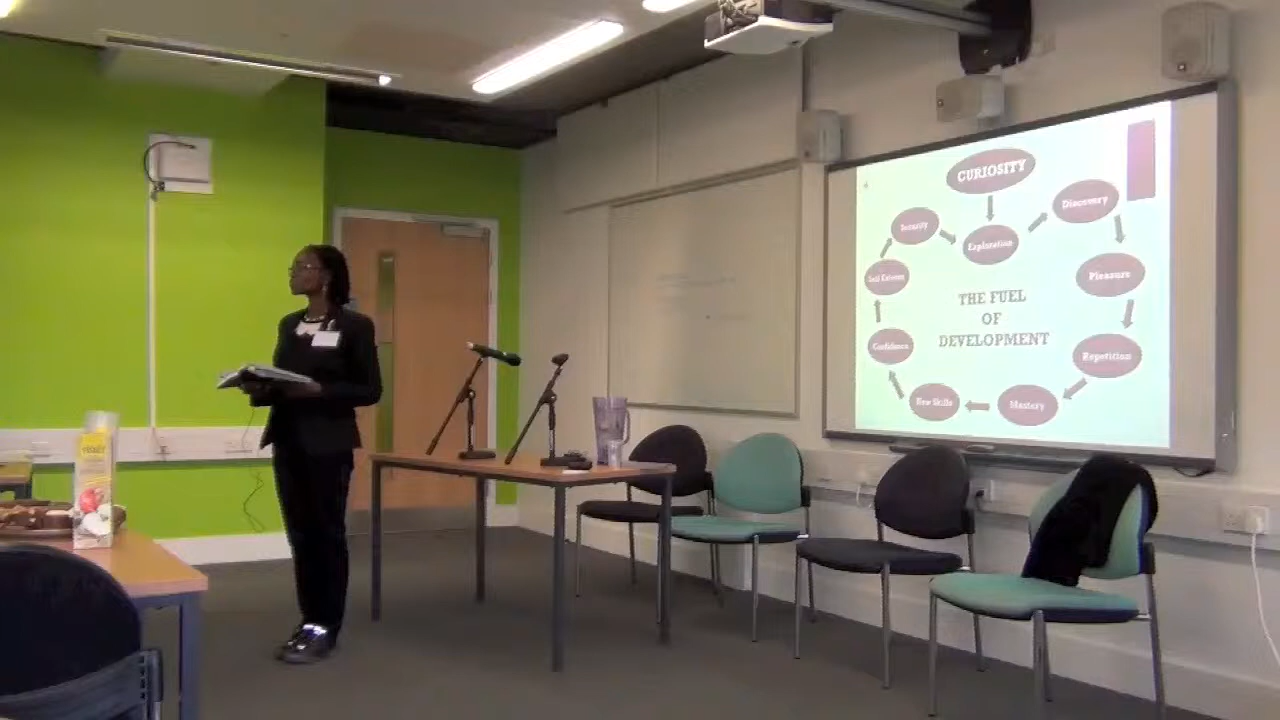 CURIOSITY
Exploration
Discovery
Pleasure
Repetition
Mastery
New Skills
Confidence
Self Esteem
Security
THE FUEL
OF
DEVELOPMENT